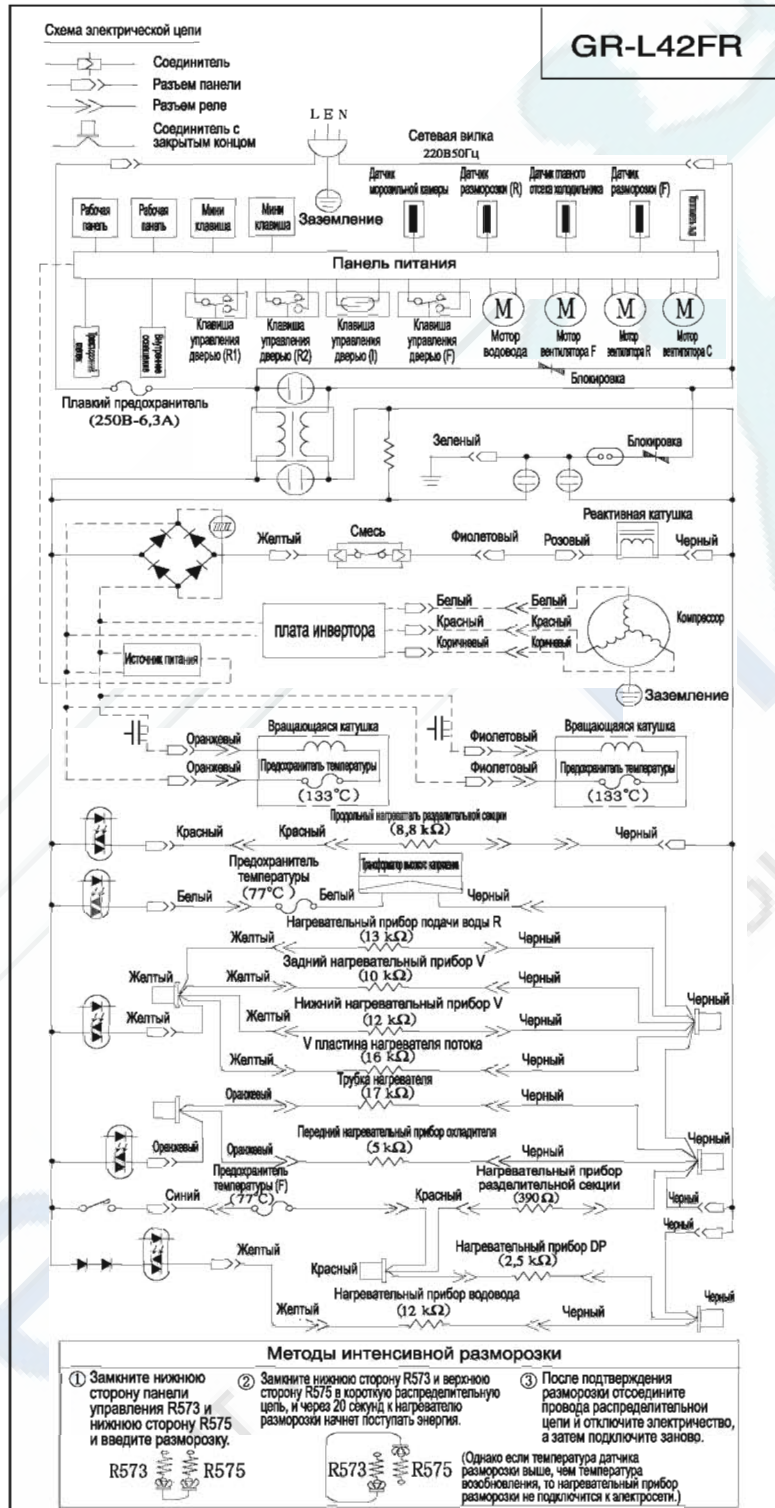 Схема электрической цепи
GR-L42FR
Соединитель
Разъем панели
Разъем реле
Соединитель с
закрытым концом
L E N
Сетевая вилка
220В50Гц
Заземление
Датчик
морозильной камеры
Датчик
разморозки (R)
Датчик главного
отсека холодильника
Датчик
разморозки (F)
Рабочая
панель
Рабочая
панель
Мини
клавиша
Мини
клавиша
Панель питания
Клавиша
управления
дверью (R1)
Клавиша
управления
дверью (R2)
Клавиша
управления
дверью (I)
Клавиша
управления
дверью (F)
M
Мотор
водовода
M
Мотор
вентилятора F
M
Мотор
вентилятора R
M
Мотор
вентилятора C
Внутреннее
освещение
Плавкий предохранитель
(250В-6,3А)
Блокировка
Зеленый
Блокировка
Реактивная катушка
Желтый
Смесь
Фиолетовый
Розовый
Черный
плата инвертора
Белый
Белый
Красный
Красный
Коричневый
Коричневый
Компрессор
Источник питания
Заземление
Оранжевый
Оранжевый
Вращающаяся катушка
Предохранитель температуры
(133°C)
Фиолетовый
Фиолетовый
Вращающаяся катушка
Предохранитель температуры
(133°C)
Продольный нагреватель разделительной секции
Красный
Красный
(8,8 kΩ)
Черный
Предохранитель
температуры
(77°C)
Белый
Белый
Трансформатор высокого напряжения
Черный
Нагревательный прибор подачи воды R
Желтый
(13 kΩ)
Черный
Задний нагревательный прибор V
Желтый
Желтый
(10 kΩ)
Черный
Черный
Нижний нагревательный прибор V
Желтый
Желтый
(12 kΩ)
Черный
V пластина нагревателя потока
Желтый
(16 kΩ)
Черный
Трубка нагревателя
Оранжевый
(17 kΩ)
Черный
Передний нагревательный прибор охладителя
Оренжевый
Оранжевый
(5 kΩ)
Черный
Черный
Предохранитель
температуры (F)
(77°C)
Синий
Красный
Нагревательный прибор
разделительной секции
(390 Ω)
Черный
Черный
Желтый
Красный
Нагревательный прибор DP
(2,5 kΩ)
Нагревательный прибор водовода
Желтый
(12 kΩ)
Черный
Черный
Методы интенсивной разморозки
① Замкните нижнюю
сторону панели
управления R573 и
нижнюю сторону R575
и введите разморозку.
R573 R575
② Замкните нижнюю сторону R573 и верхнюю
сторону R575 в короткую распределительную
цепь, и через 20 секунд к нагревателю
разморозки начнет поступать энергия.
R573 R575
③ После подтверждения
разморозки отсоедините
провода распределительной
цепи и отключите электричество,
а затем подключите заново.
(Однако если температура датчика
разморозки выше, чем температура
возобновления, то нагревательный прибор
разморозки не подключится к алектросети.)